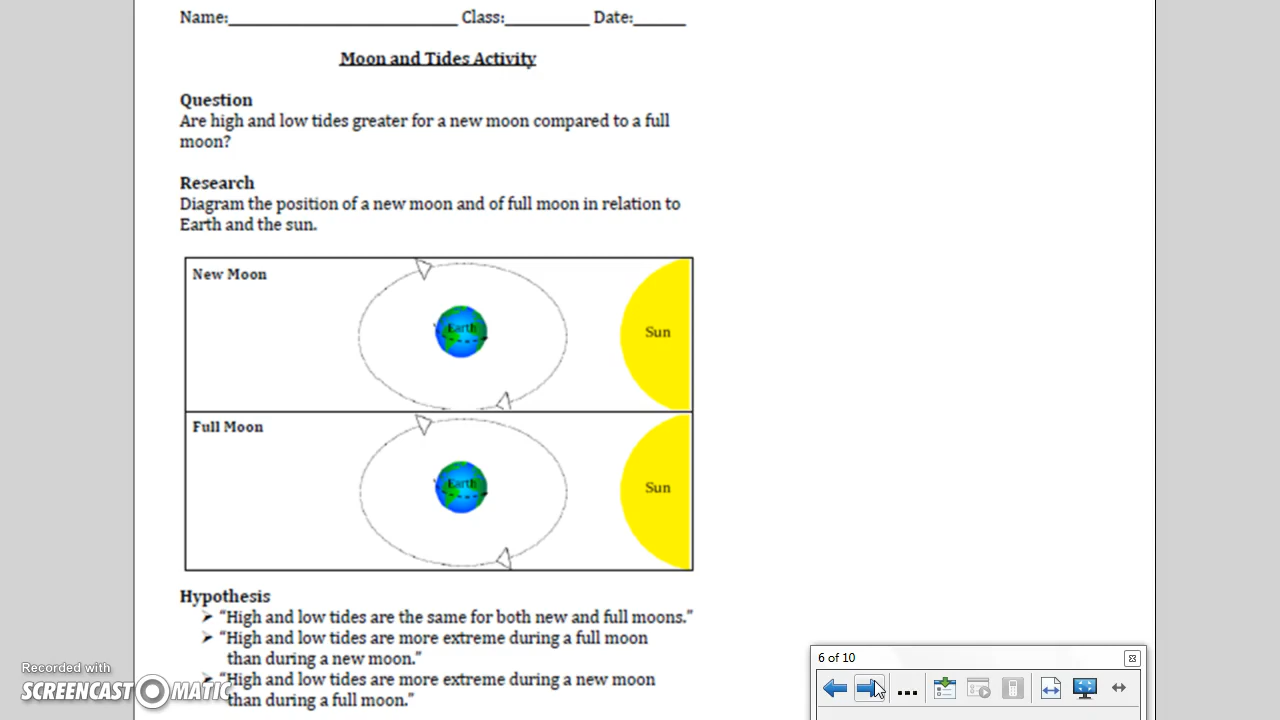 Name:__________________________ Class:__________ Date:______
Moon and Tides Activity
Question
Are high and low tides greater for a new moon compared to a full
moon?
Research
Diagram the position of a new moon and of full moon in relation to
Earth and the sun.
New Moon
Earth
Sun
Full Moon
Earth
Sun
Hypothesis
➤ "High and low tides are the same for both new and full moons."
➤ "High and low tides are more extreme during a full moon
than during a new moon."
➤ "High and low tides are more extreme during a new moon
than during a full moon."
6 of 10
...
Recorded with
SCREENCAST-O-MATIC